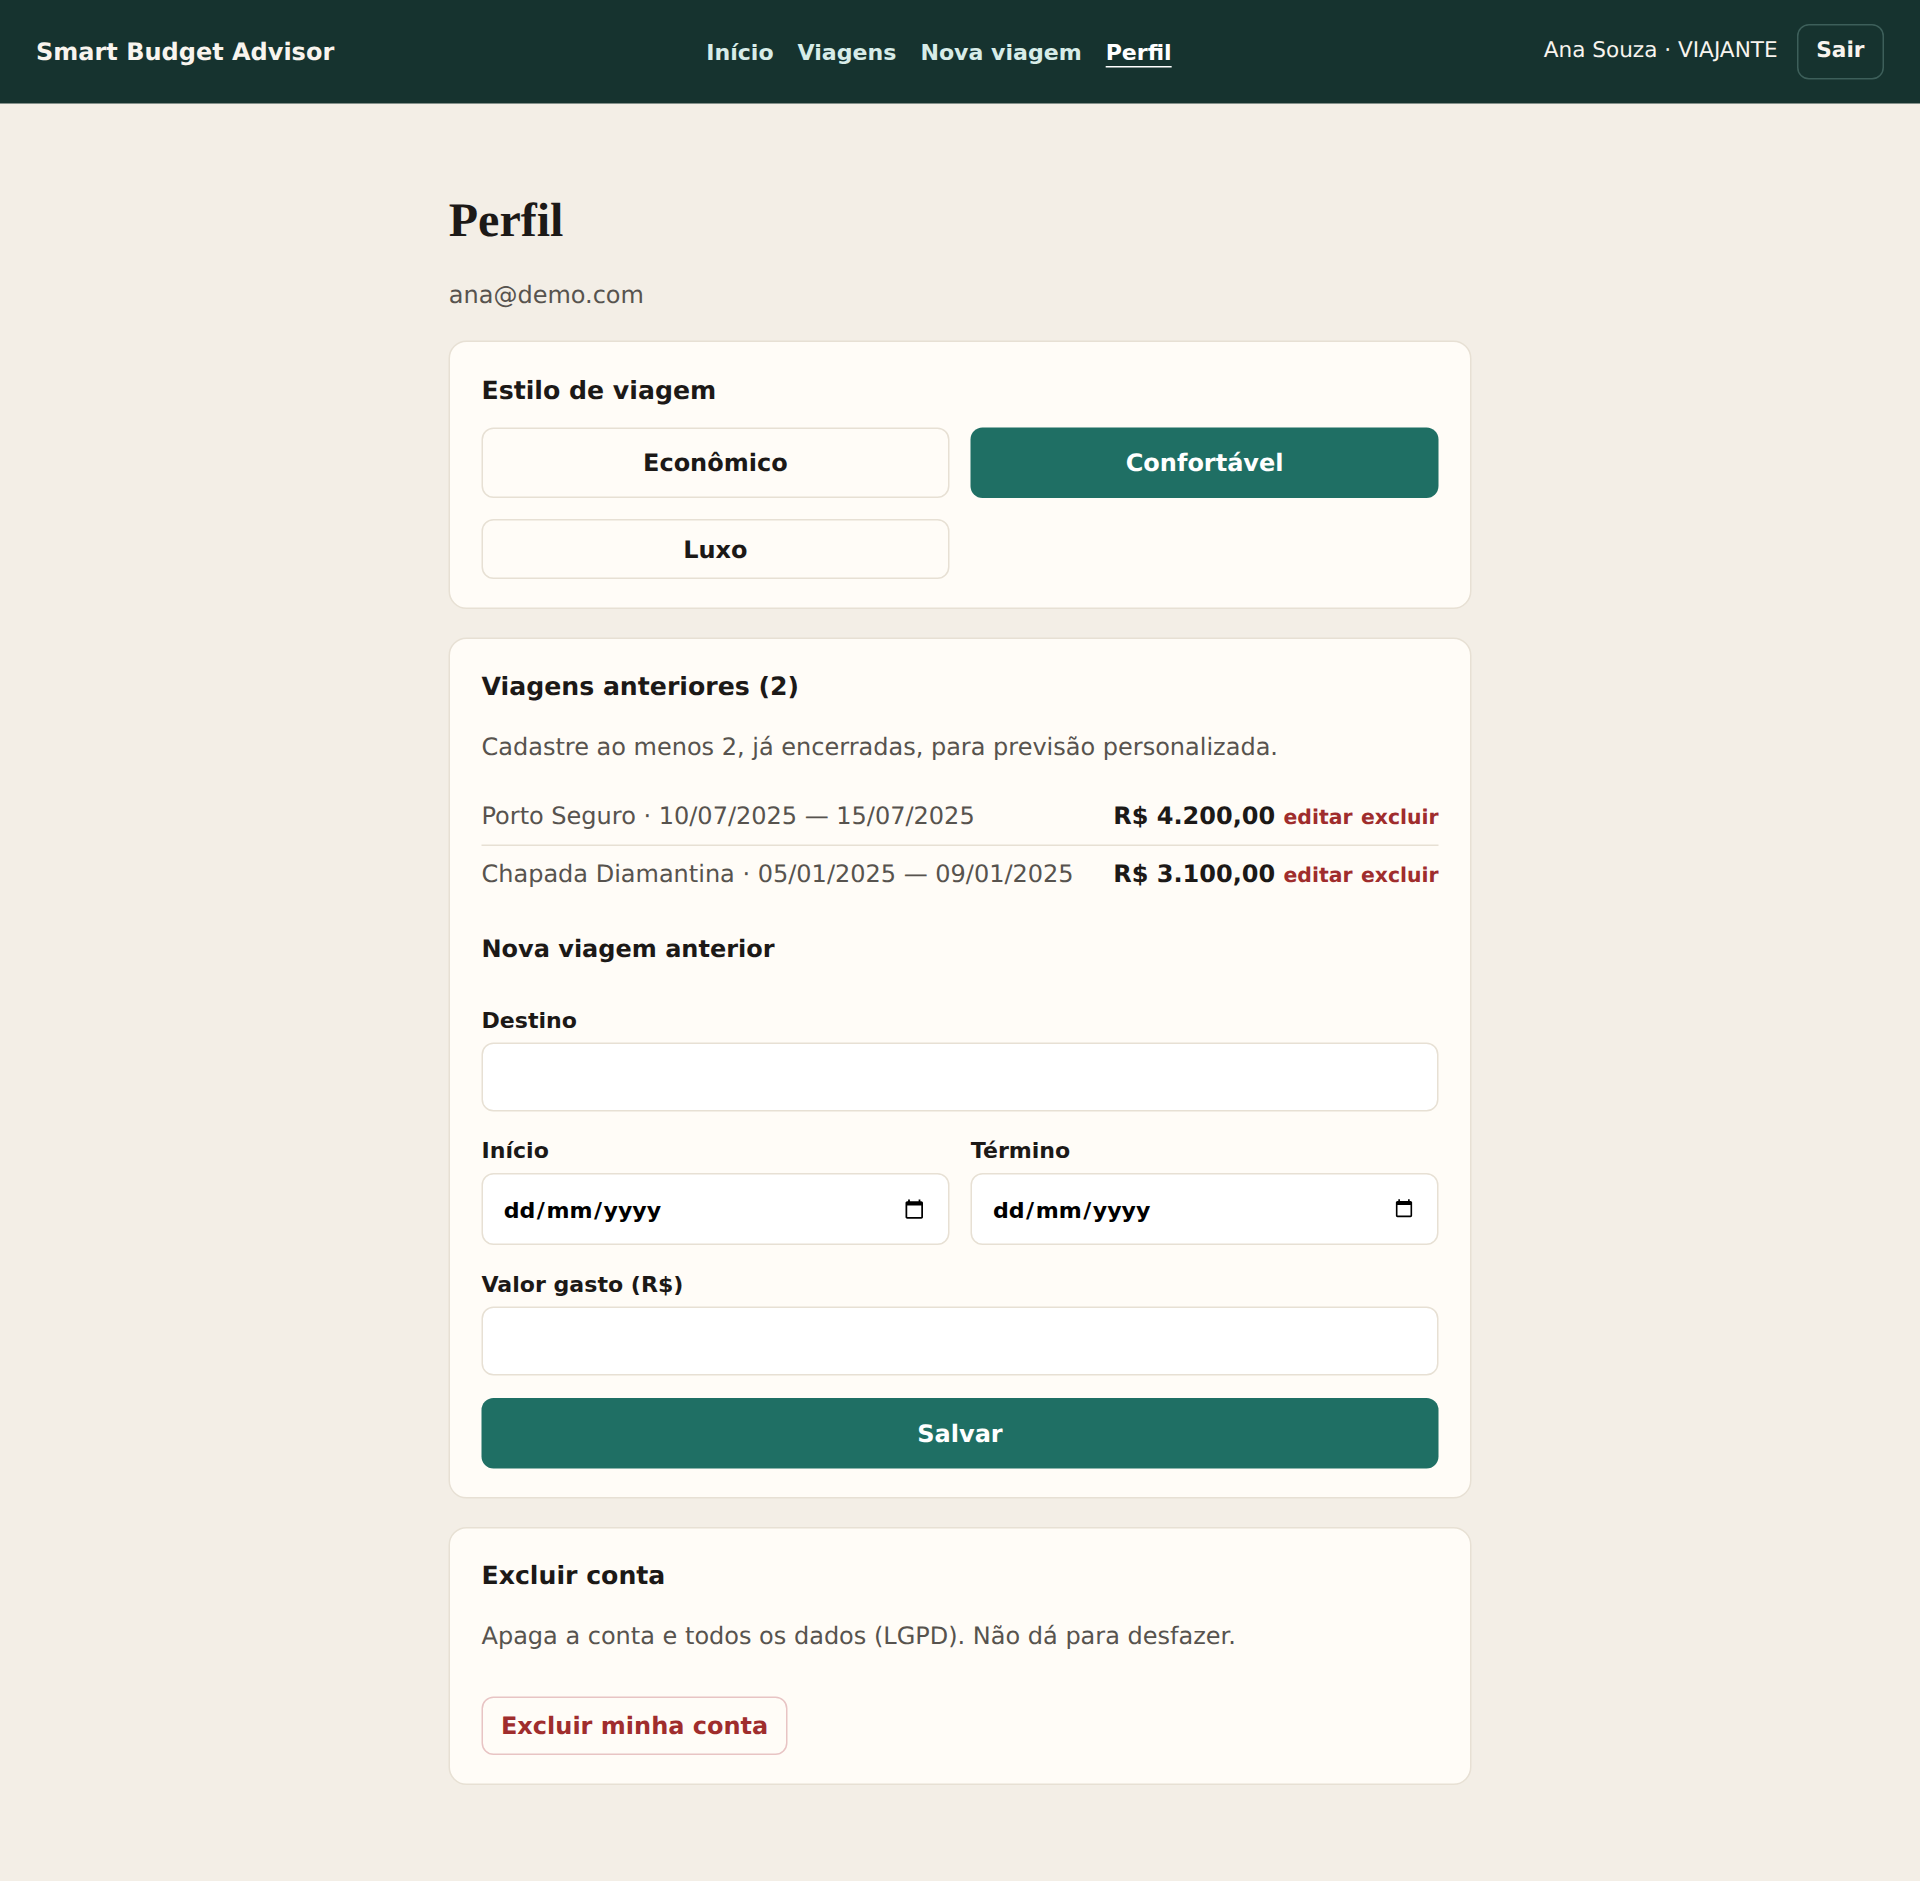 Smart Budget Advisor
Início Viagens Nova viagem Perfil
Ana Souza · VIAJANTE Sair
Perfil
ana@demo.com
Estilo de viagem
Econômico Confortável
Luxo
Viagens anteriores (2)
Cadastre ao menos 2, já encerradas, para previsão personalizada.
Porto Seguro · 10/07/2025 — 15/07/2025 R$ 4.200,00 editar excluir
Chapada Diamantina · 05/01/2025 — 09/01/2025 R$ 3.100,00 editar excluir
Nova viagem anterior
Destino
Início Término
dd/mm/yyyy dd/mm/yyyy
Valor gasto (R$)
Salvar
Excluir conta
Apaga a conta e todos os dados (LGPD). Não dá para desfazer.
Excluir minha conta